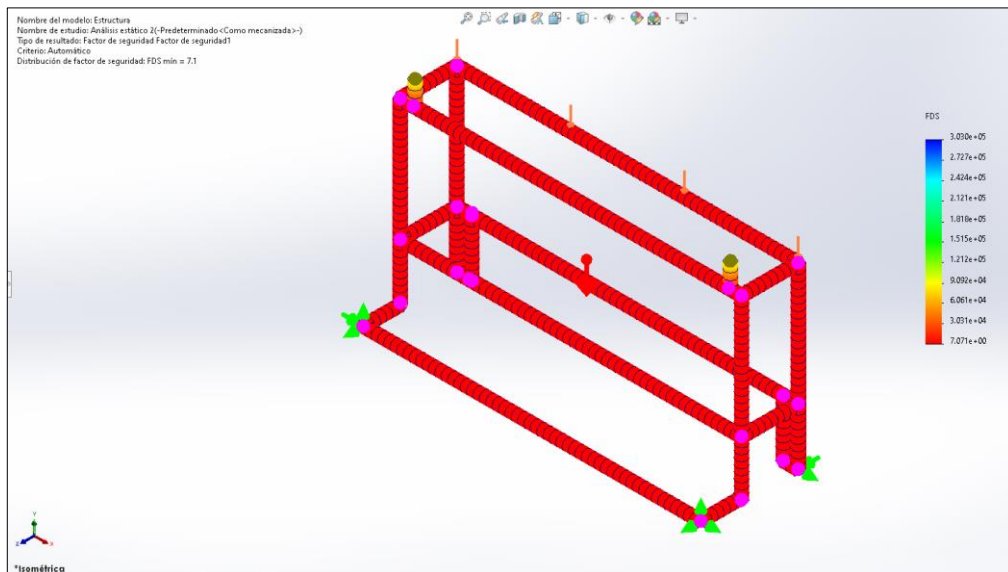 Nombre del modelo: Estructura
Nombre de estudio: Análisis estático 2(-Predeterminado<Como mecanizada>-)
Tipo de resultado: Factor de seguridad Factor de seguridad1
Criterio: Automático
Distribución de factor de seguridad: FDS mín = 7.1
FDS
3.030e+05
2.727e+05
2.424e+05
2.121e+05
1.818e+05
1.515e+05
1.212e+05
9.092e+04
6.061e+04
3.031e+04
7.071e+00
Y
Z
X
*Isométrica